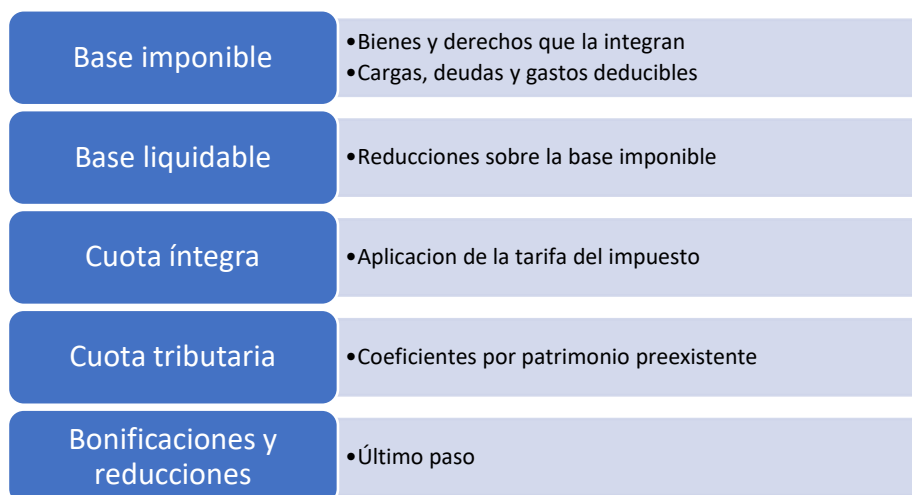 Base imponible
•Bienes y derechos que la integran
•Cargas, deudas y gastos deducibles
Base liquidable
•Reducciones sobre la base imponible
Cuota íntegra
•Aplicacion de la tarifa del impuesto
Cuota tributaria
•Coeficientes por patrimonio preexistente
Bonificaciones y
reducciones
•Último paso